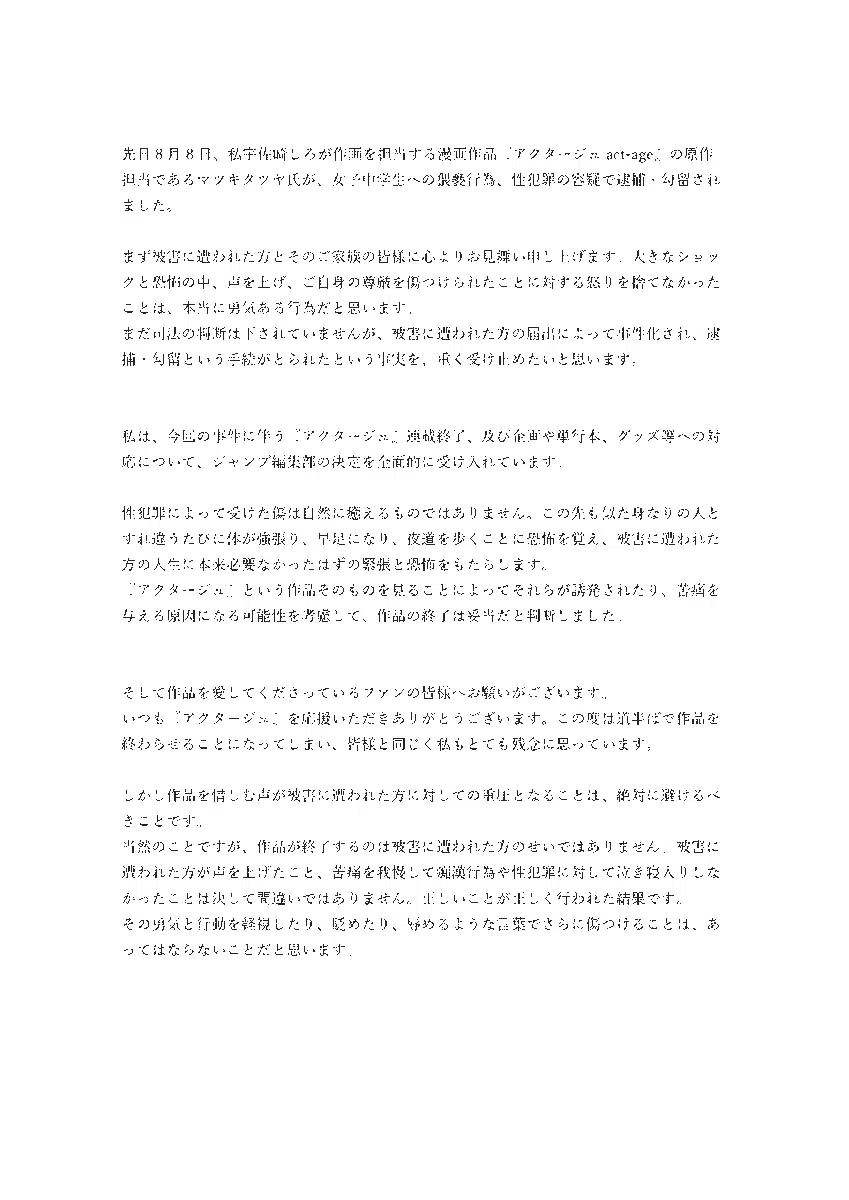 先日８月８日、私宇佐崎しろが作画を担当する漫画作品『アクタージュ act-age』の原作
担当であるマツキタツヤ氏が、女子中学生への猥褻行為、性犯罪の容疑で逮捕・勾留され
ました。
まず被害に遭われた方とそのご家族の皆様に心よりお見舞い申し上げます。大きなショッ
クと恐怖の中、声を上げ、ご自身の尊厳を傷つけられたことに対する怒りを捨てなかった
ことは、本当に勇気ある行為だと思います。
まだ司法の判断は下されていませんが、被害に遭われた方の届出によって事件化され、逮
捕・勾留という手続がとられたという事実を、重く受け止めたいと思います。
私は、今回の事件に伴う『アクタージュ』連載終了、及び企画や単行本、グッズ等への対
応について、ジャンプ編集部の決定を全面的に受け入れています。
性犯罪によって受けた傷は自然に癒えるものではありません。この先も似た身なりの人と
すれ違うたびに体が強張り、早足になり、夜道を歩くことに恐怖を覚え、被害に遭われた
方の人生に本来必要なかったはずの緊張と恐怖をもたらします。
『アクタージュ』という作品そのものを見ることによってそれらが誘発されたり、苦痛を
与える原因になる可能性を考慮して、作品の終了は妥当だと判断しました。
そして作品を愛してくださっているファンの皆様へお願いがございます。
いつも『アクタージュ』を応援いただきありがとうございます。この度は道半ばで作品を
終わらせることになってしまい、皆様と同じく私もとても残念に思っています。
しかし作品を惜しむ声が被害に遭われた方に対しての重圧となることは、絶対に避けるべ
きことです。
当然のことですが、作品が終了するのは被害に遭われた方のせいではありません。被害に
遭われた方が声を上げたこと、苦痛を我慢して痴漢行為や性犯罪に対して泣き寝入りしな
かったことは決して間違いではありません。正しいことが正しく行われた結果です。
その勇気と行動を軽視したり、貶めたり、辱めるような言葉でさらに傷つけることは、あ
ってはならないことだと思います。